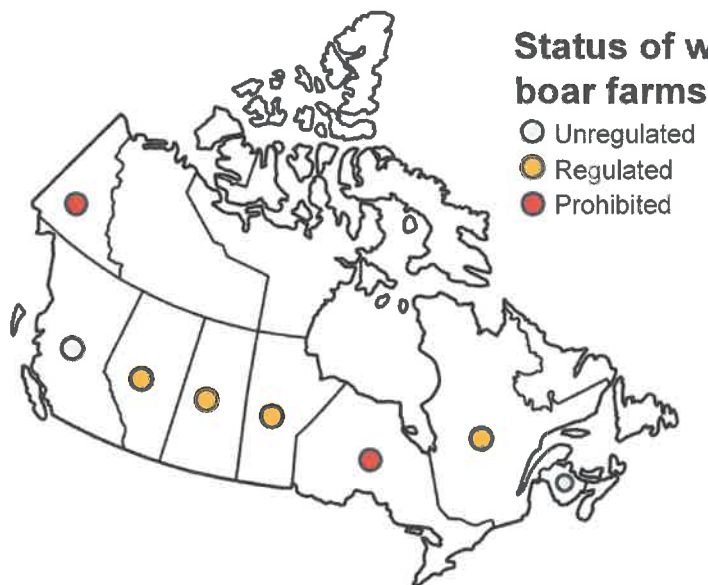 Status of w
boar farms
Unregulated
Regulated
Prohibited